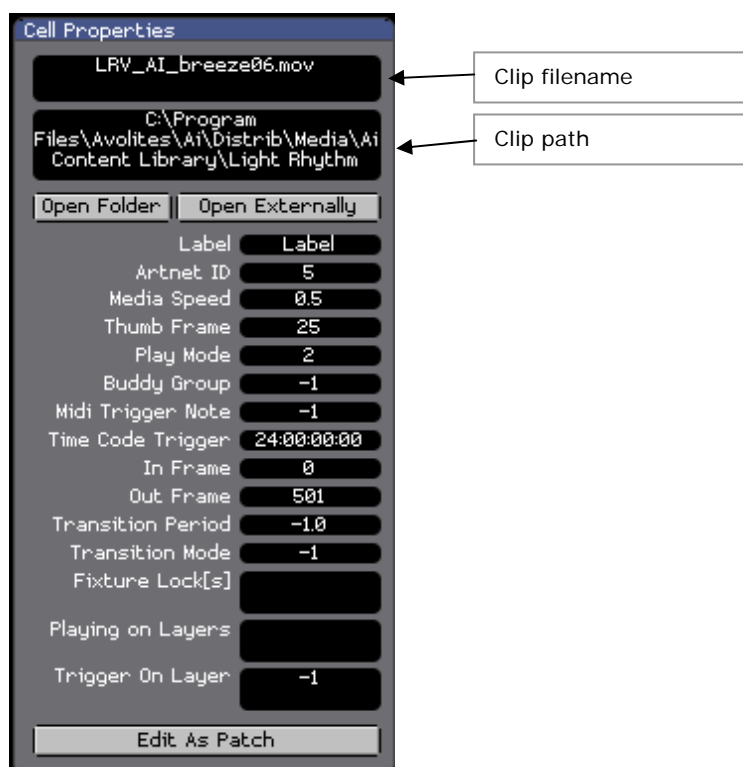 Cell Properties
LRV_AI_breeze06.mov
Clip filename
C:\Program
Files\Avolites\Ai\Distrib\Media\Ai
Content Library\Light Rhythm
Clip path
Open Folder
Open Externally
Label Label
Artnet ID 5
Media Speed 0.5
Thumb Frame 25
Play Mode 2
Buddy Group -1
Midi Trigger Note -1
Time Code Trigger 24:00:00:00
In Frame 0
Out Frame 501
Transition Period -1.0
Transition Mode -1
Fixture Lock[s]
Playing on Layers
Trigger On Layer -1
Edit As Patch